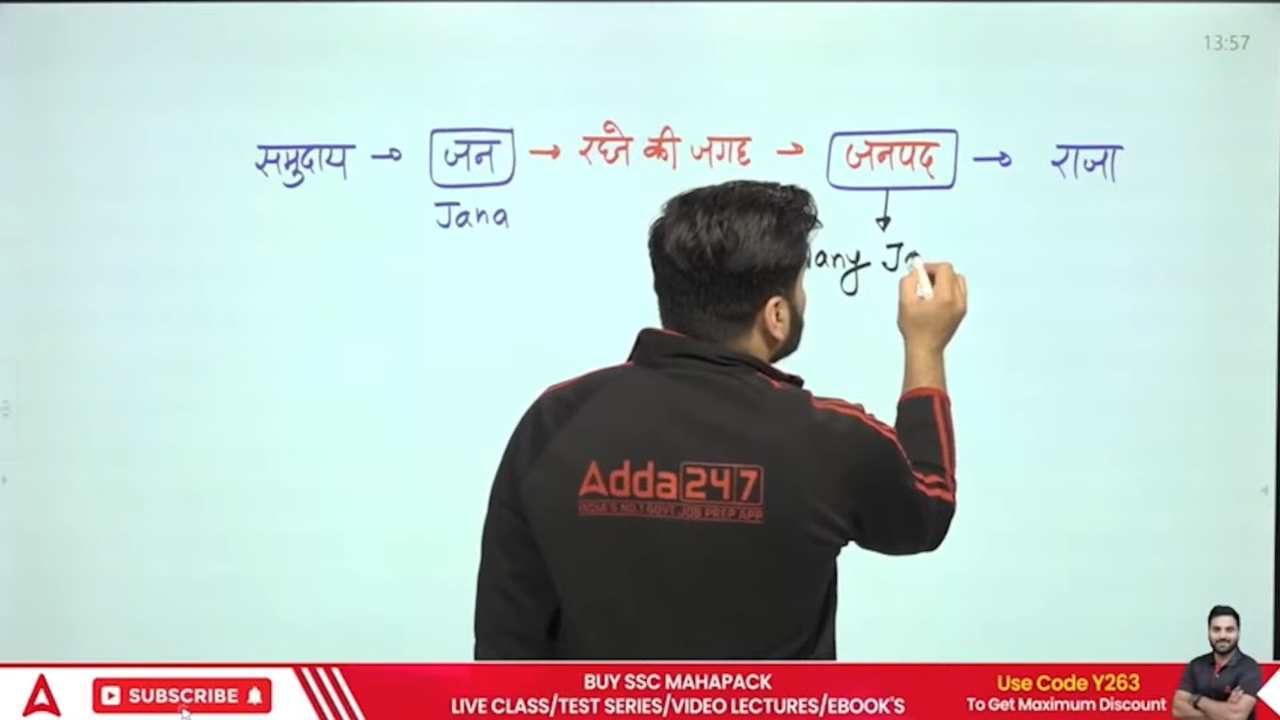 13:57
समुदाय → जन → रहने की जगह → जनपद → राजा
Jana
Many
Adda247
INDIA'S NO.1 GOVT JOB PREP APP
SUBSCRIBE
BUY SSC MAHAPACK
LIVE CLASS/TEST SERIES/VIDEO LECTURES/EBOOK'S
Use Code Y263
To Get Maximum Discount